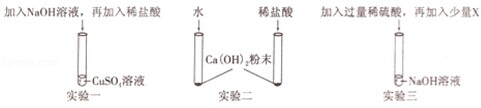 加入NaOH溶液，再加入稀盐酸
水
稀盐酸
加入过量稀硫酸，再加入少量X
Ca(OH)₂粉末
CuSO₄溶液
NaOH溶液
实验一
实验二
实验三